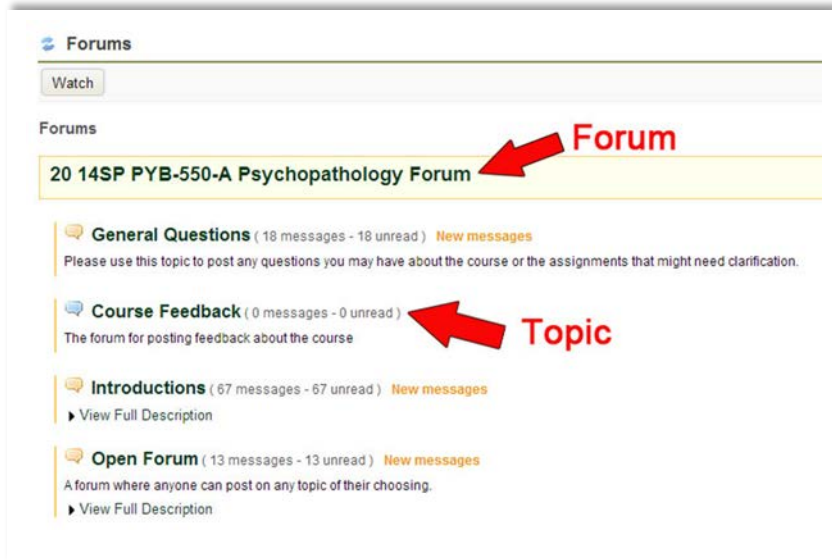 Forums
Watch
Forums
Forum
20 14SP PYB-550-A Psychopathology Forum
General Questions ( 18 messages - 18 unread ) New messages
Please use this topic to post any questions you may have about the course or the assignments that might need clarification.
Course Feedback ( 0 messages - 0 unread )
Topic
The forum for posting feedback about the course
Introductions ( 67 messages - 67 unread ) New messages
View Full Description
Open Forum ( 13 messages - 13 unread ) New messages
A forum where anyone can post on any topic of their choosing.
View Full Description